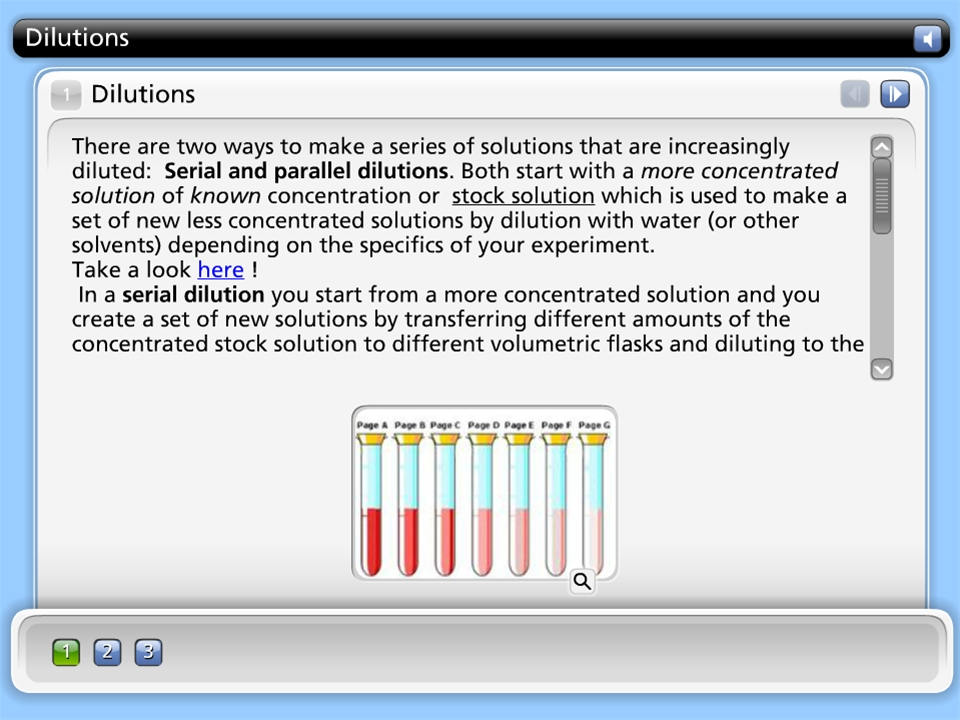 Dilutions
1 Dilutions
There are two ways to make a series of solutions that are increasingly
diluted: Serial and parallel dilutions. Both start with a more concentrated
solution of known concentration or stock solution which is used to make a
set of new less concentrated solutions by dilution with water (or other
solvents) depending on the specifics of your experiment.
Take a look here !
In a serial dilution you start from a more concentrated solution and you
create a set of new solutions by transferring different amounts of the
concentrated stock solution to different volumetric flasks and diluting to the
Page A Page B Page C Page D Page E Page F Page G
1 2 3